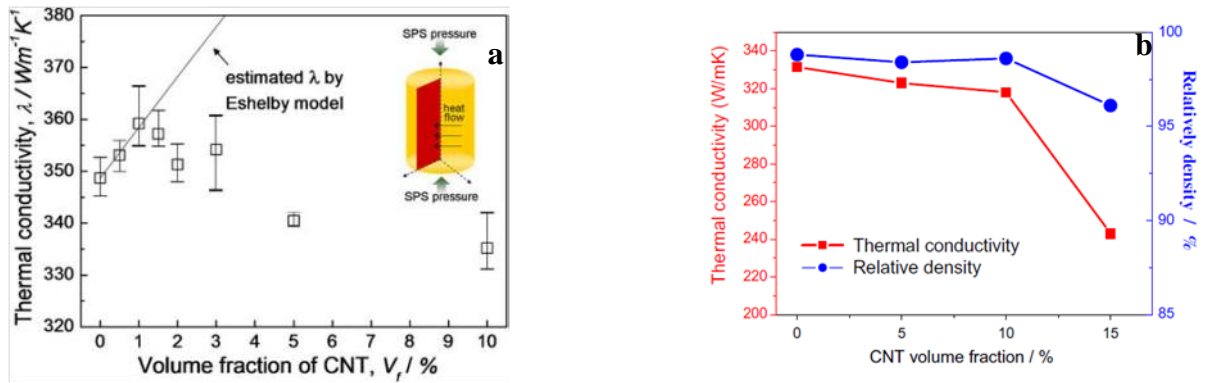 380
370
360
350
340
330
320
Thermal conductivity, λ / Wm⁻¹K⁻¹
estimated λ by
Eshelby model
a
SPS pressure
heat
flow
SPS pressure
0 1 2 3 4 5 6 7 8 9 10
Volume fraction of CNT, V_f / %
b
340
320
300
280
260
240
220
200
Thermal conductivity (W/mK)
Thermal conductivity
Relative density
100
95
90
85
Relatively density / %
0 5 10 15
CNT volume fraction / %